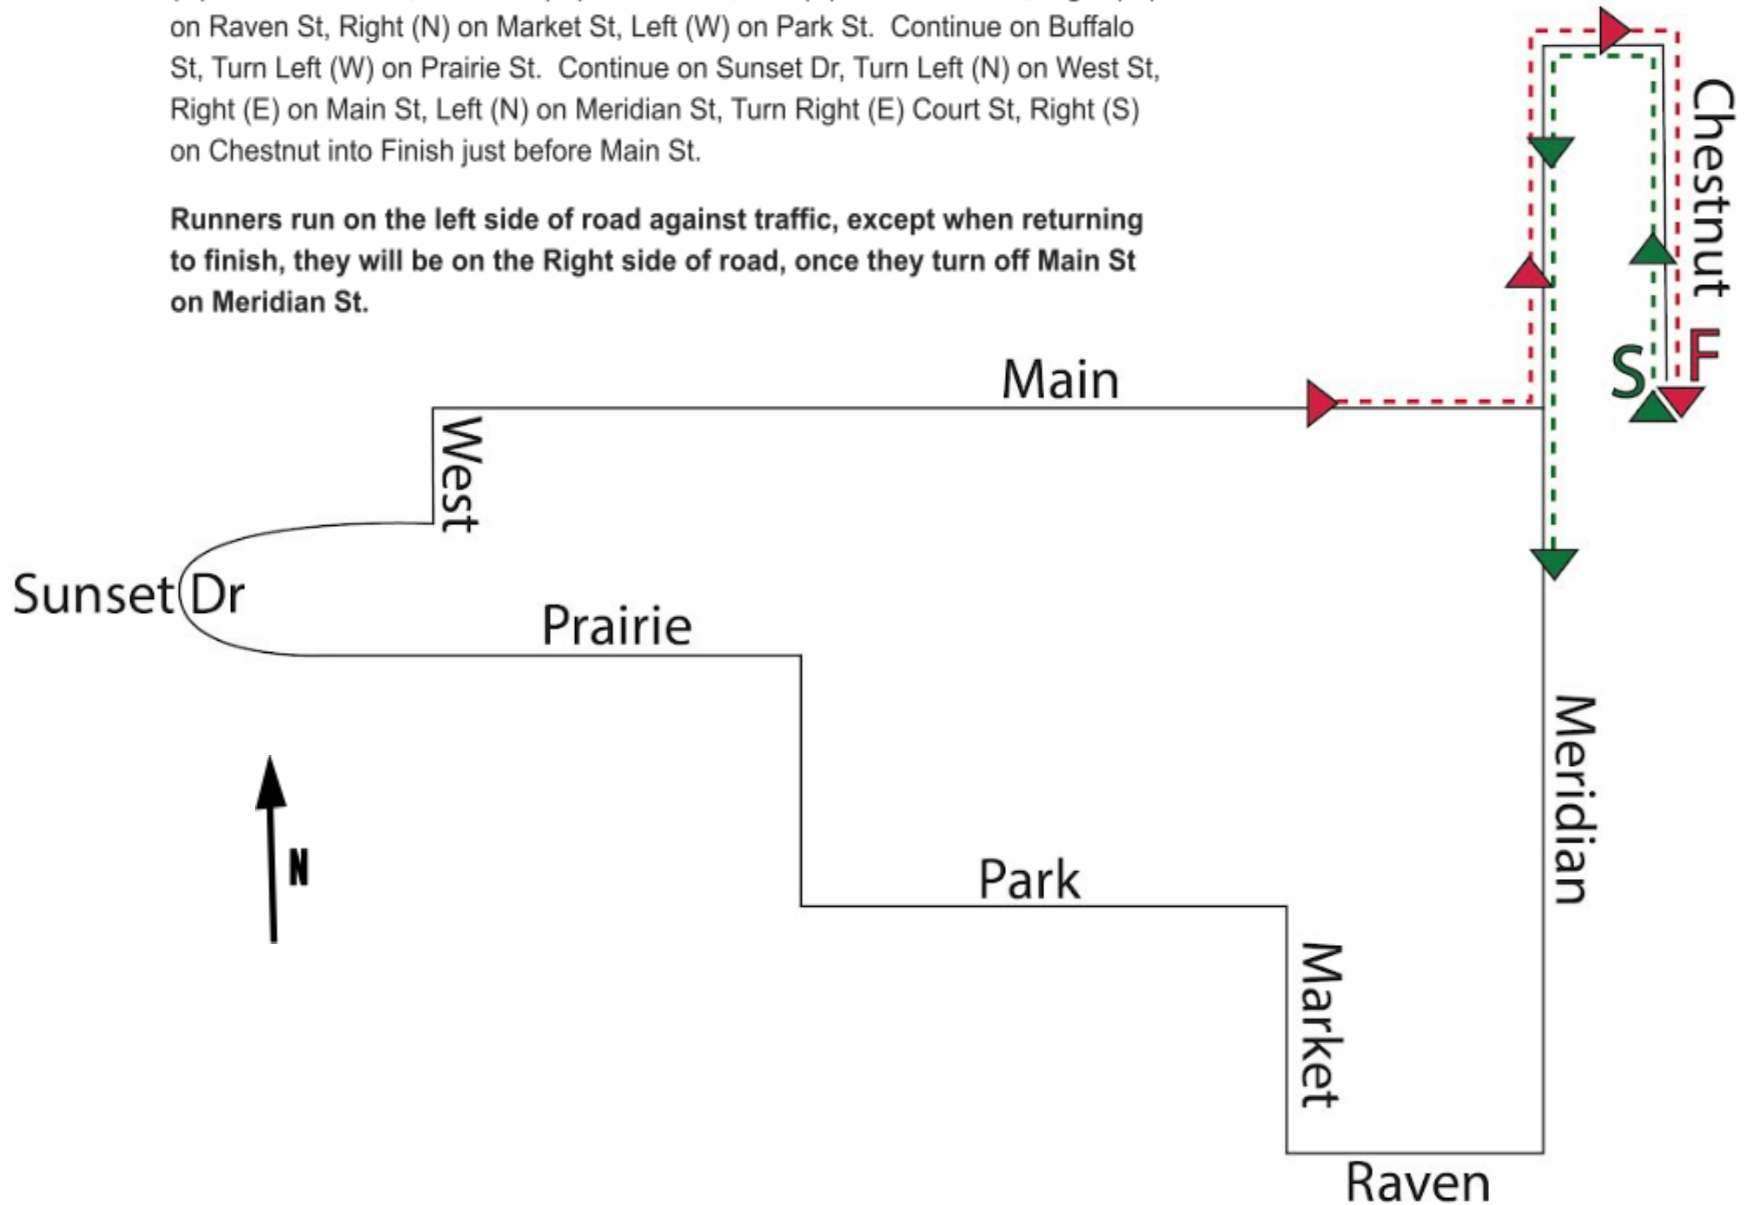 on Raven St, Right (N) on Market St, Left (W) on Park St.  Continue on Buffalo
St, Turn Left (W) on Prairie St.  Continue on Sunset Dr, Turn Left (N) on West St,
Right (E) on Main St, Left (N) on Meridian St, Turn Right (E) Court St, Right (S)
on Chestnut into Finish just before Main St.
Runners run on the left side of road against traffic, except when returning
to finish, they will be on the Right side of road, once they turn off Main St
on Meridian St.
Chestnut
S
F
Main
West
Sunset Dr
Prairie
Meridian
N
Park
Market
Raven